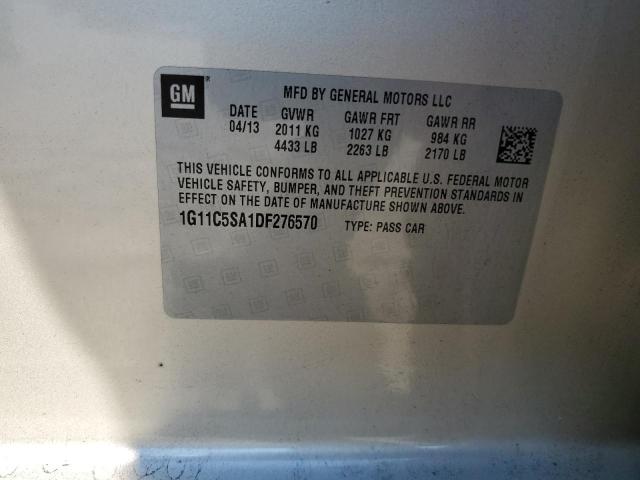 GM
MFD BY GENERAL MOTORS LLC
DATE GVWR GAWR FRT GAWR RR
04/13 2011 KG 1027 KG 984 KG
4433 LB 2263 LB 2170 LB
THIS VEHICLE CONFORMS TO ALL APPLICABLE U.S. FEDERAL MOTOR
VEHICLE SAFETY, BUMPER, AND THEFT PREVENTION STANDARDS IN
EFFECT ON THE DATE OF MANUFACTURE SHOWN ABOVE.
1G11C5SA1DF276570 TYPE: PASS CAR